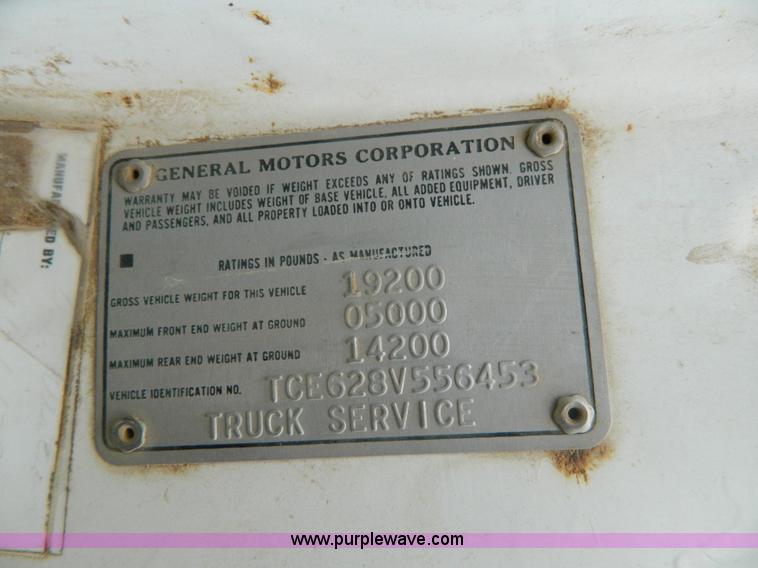 GENERAL MOTORS CORPORATION
WARRANTY MAY BE VOIDED IF WEIGHT EXCEEDS ANY OF RATINGS SHOWN. GROSS
VEHICLE WEIGHT INCLUDES WEIGHT OF BASE VEHICLE, ALL ADDED EQUIPMENT, DRIVER
AND PASSENGERS, AND ALL PROPERTY LOADED INTO OR ONTO VEHICLE.
RATINGS IN POUNDS - AS MANUFACTURED
GROSS VEHICLE WEIGHT FOR THIS VEHICLE 19200
MAXIMUM FRONT END WEIGHT AT GROUND 05000
MAXIMUM REAR END WEIGHT AT GROUND 14200
VEHICLE IDENTIFICATION NO. TCE628V556453
TRUCK SERVICE
MANUFACTURED BY:
www.purplewave.com